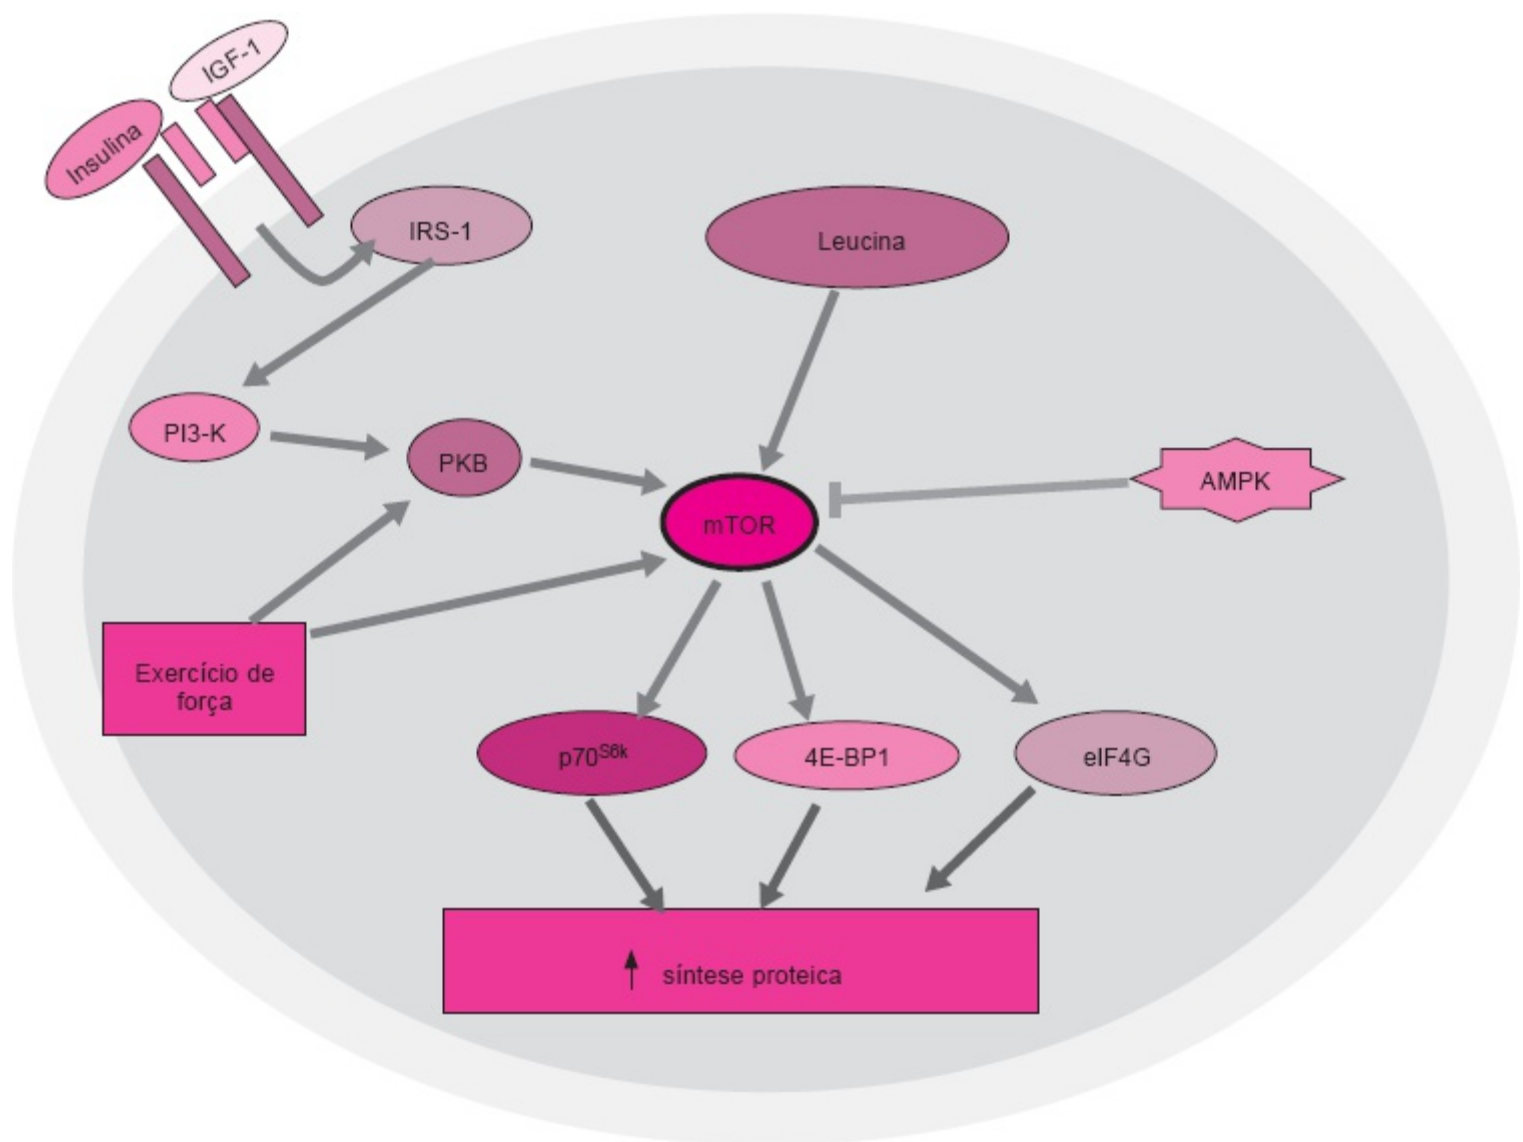 IGF-1
Insulina
IRS-1
Leucina
PI3-K
PKB
AMPK
mTOR
Exercício de
força
p70S6k
4E-BP1
eIF4G
↑ síntese proteica